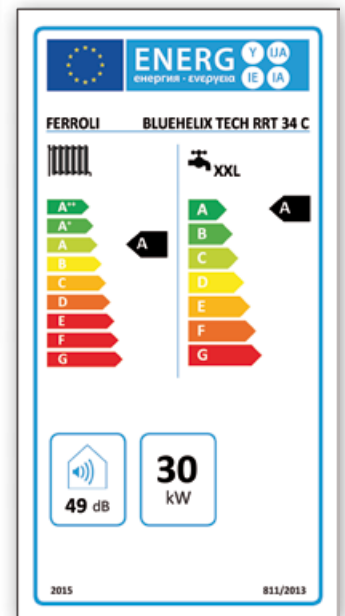 ENERG Y IJA
енергия · ενεργεια IE IA
FERROLI BLUEHELIX TECH RRT 34 C
XXL
A++
A+
A
B
C
D
E
F
G
A
A
B
C
D
E
F
G
A
49 dB
30
kW
2015 811/2013